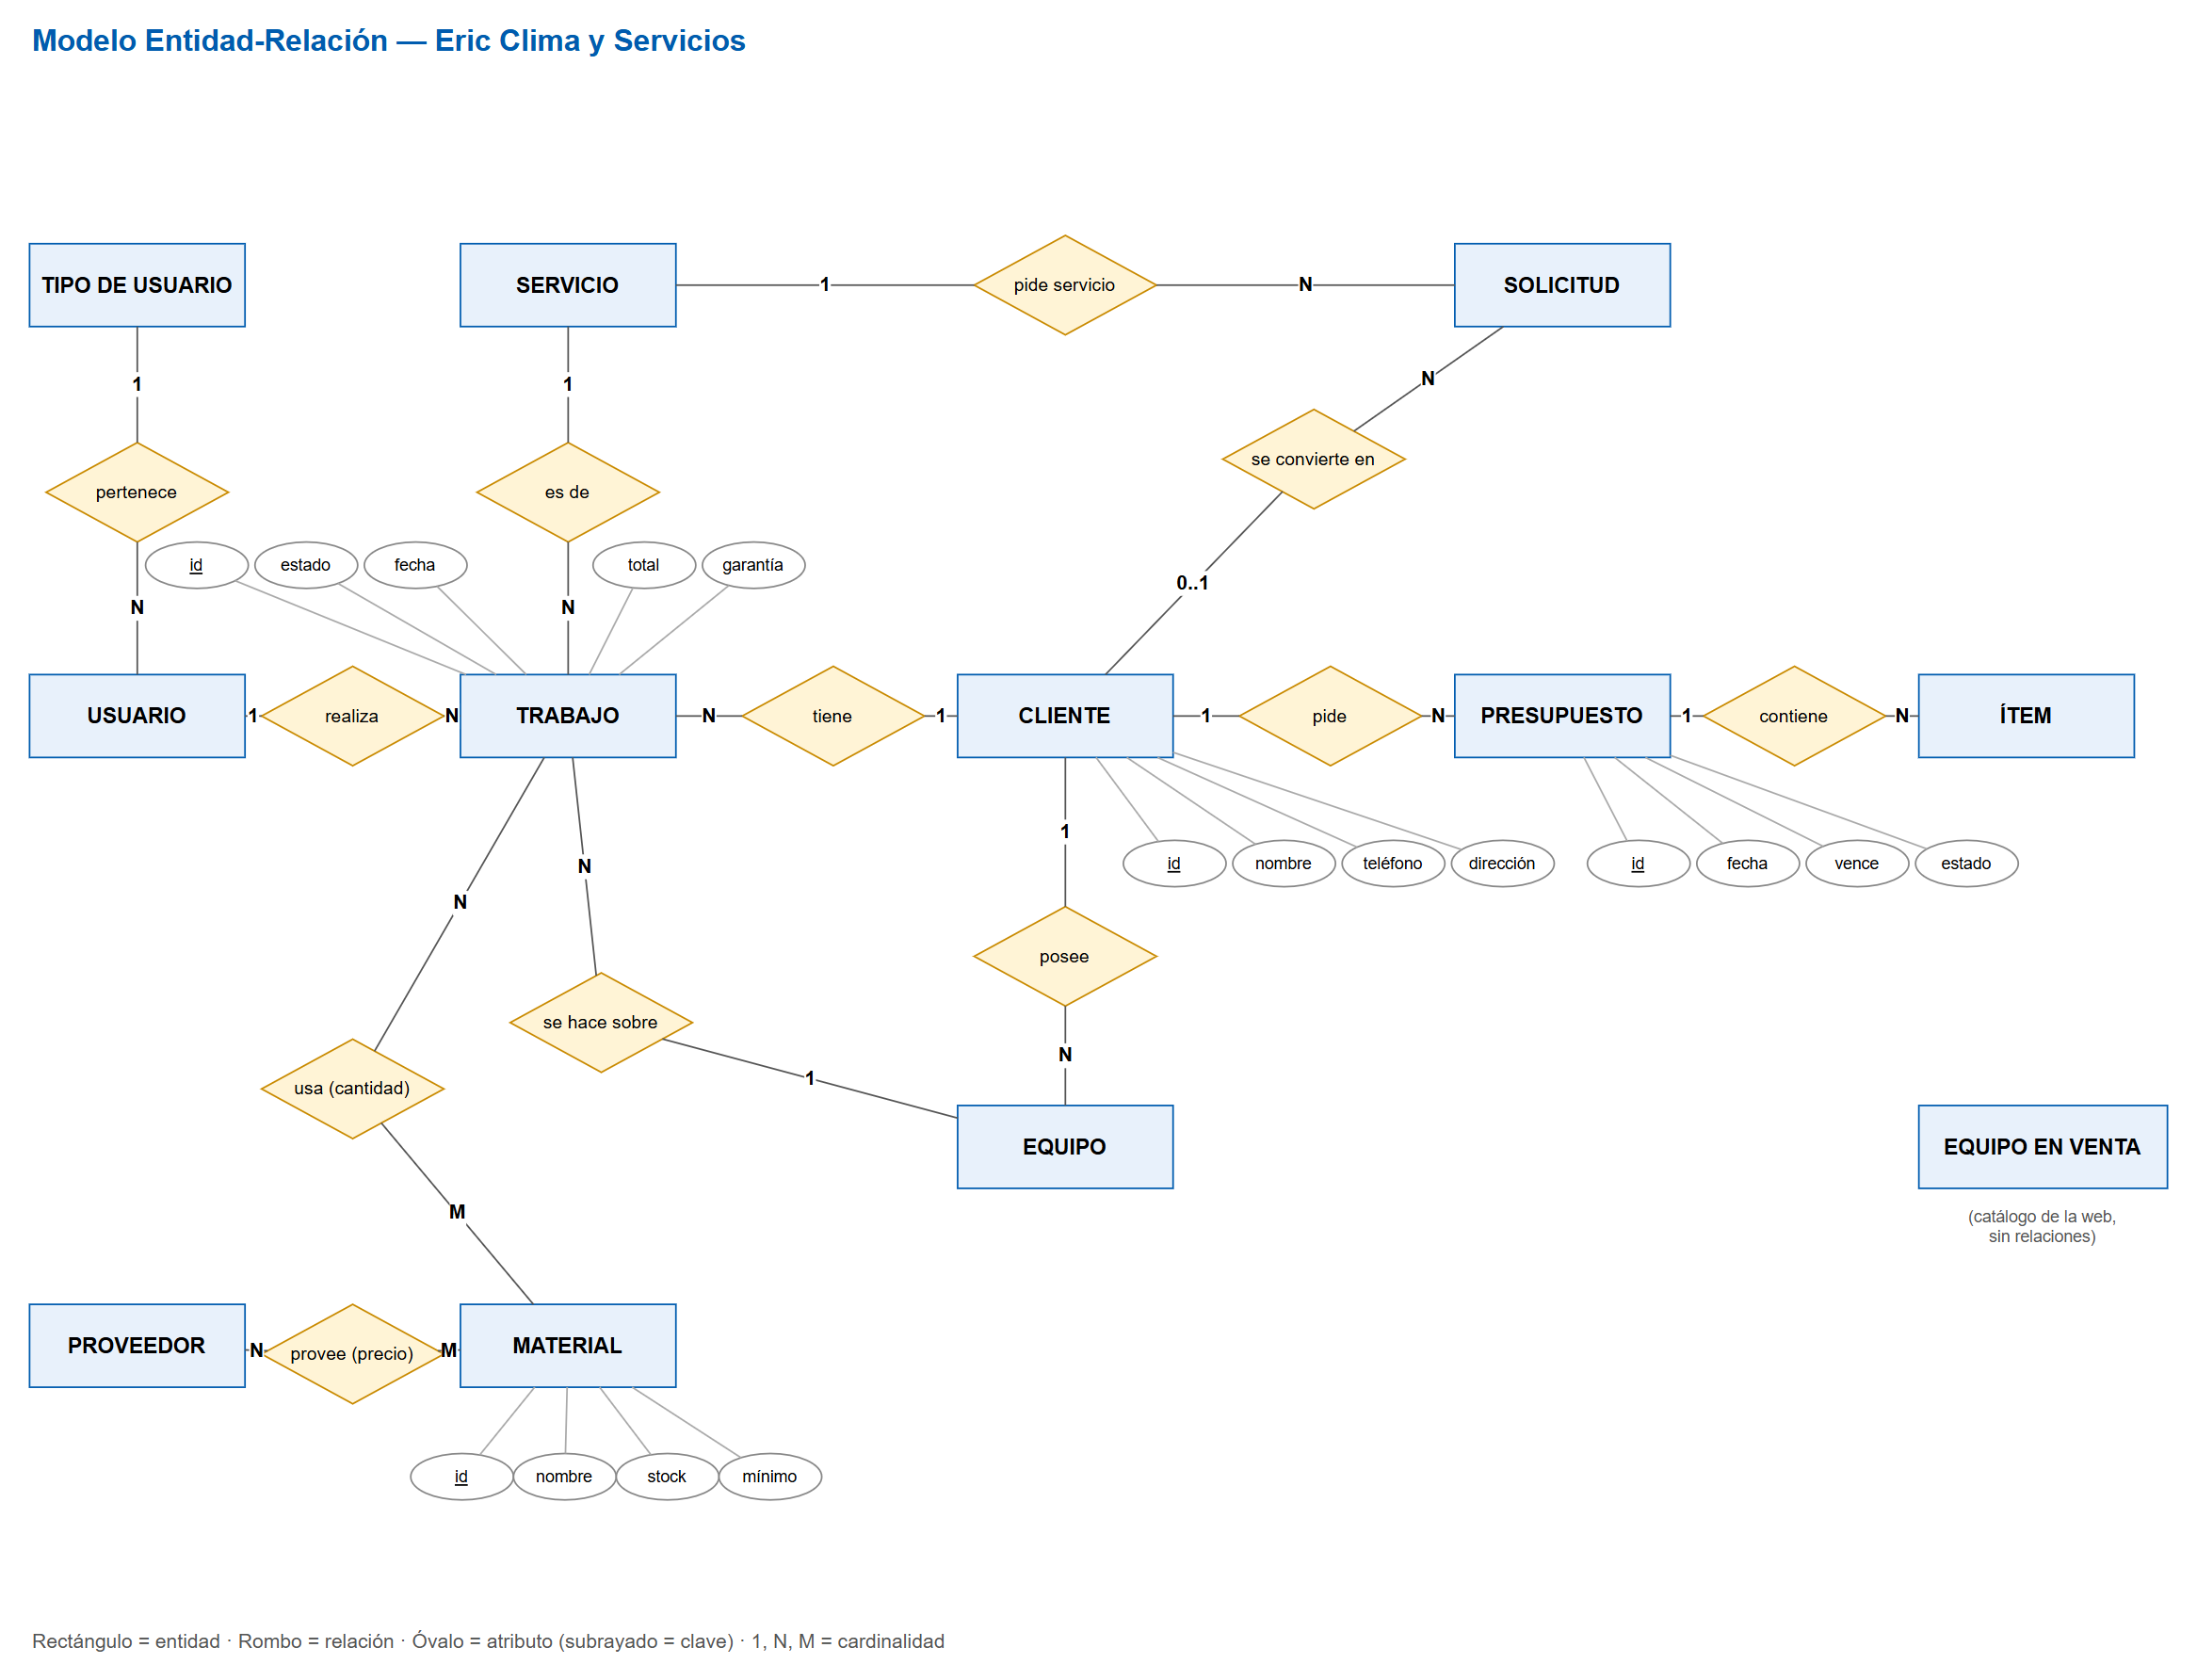 Modelo Entidad-Relación — Eric Clima y Servicios
TIPO DE USUARIO
SERVICIO
1
pide servicio
N
SOLICITUD
1
1
N
pertenece
es de
se convierte en
id
estado
fecha
total
garantía
0..1
N
N
USUARIO
1
realiza
N
TRABAJO
N
tiene
1
CLIENTE
1
pide
N
PRESUPUESTO
1
contiene
N
ÍTEM
1
N
id
nombre
teléfono
dirección
id
fecha
vence
estado
N
posee
se hace sobre
N
1
usa (cantidad)
EQUIPO
EQUIPO EN VENTA
(catálogo de la web,
sin relaciones)
M
PROVEEDOR
N
provee (precio)
M
MATERIAL
id
nombre
stock
mínimo
Rectángulo = entidad · Rombo = relación · Óvalo = atributo (subrayado = clave) · 1, N, M = cardinalidad